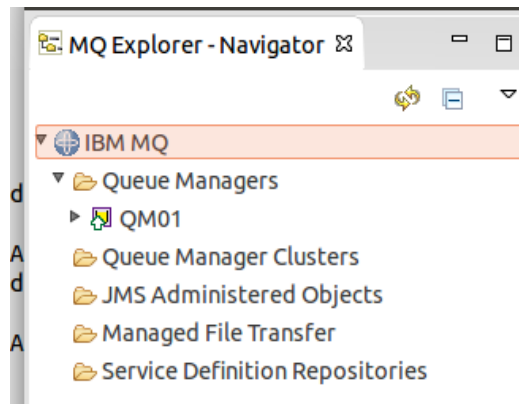 MQ Explorer - Navigator
IBM MQ
Queue Managers
d
QM01
A
Queue Manager Clusters
d
JMS Administered Objects
Managed File Transfer
A
Service Definition Repositories